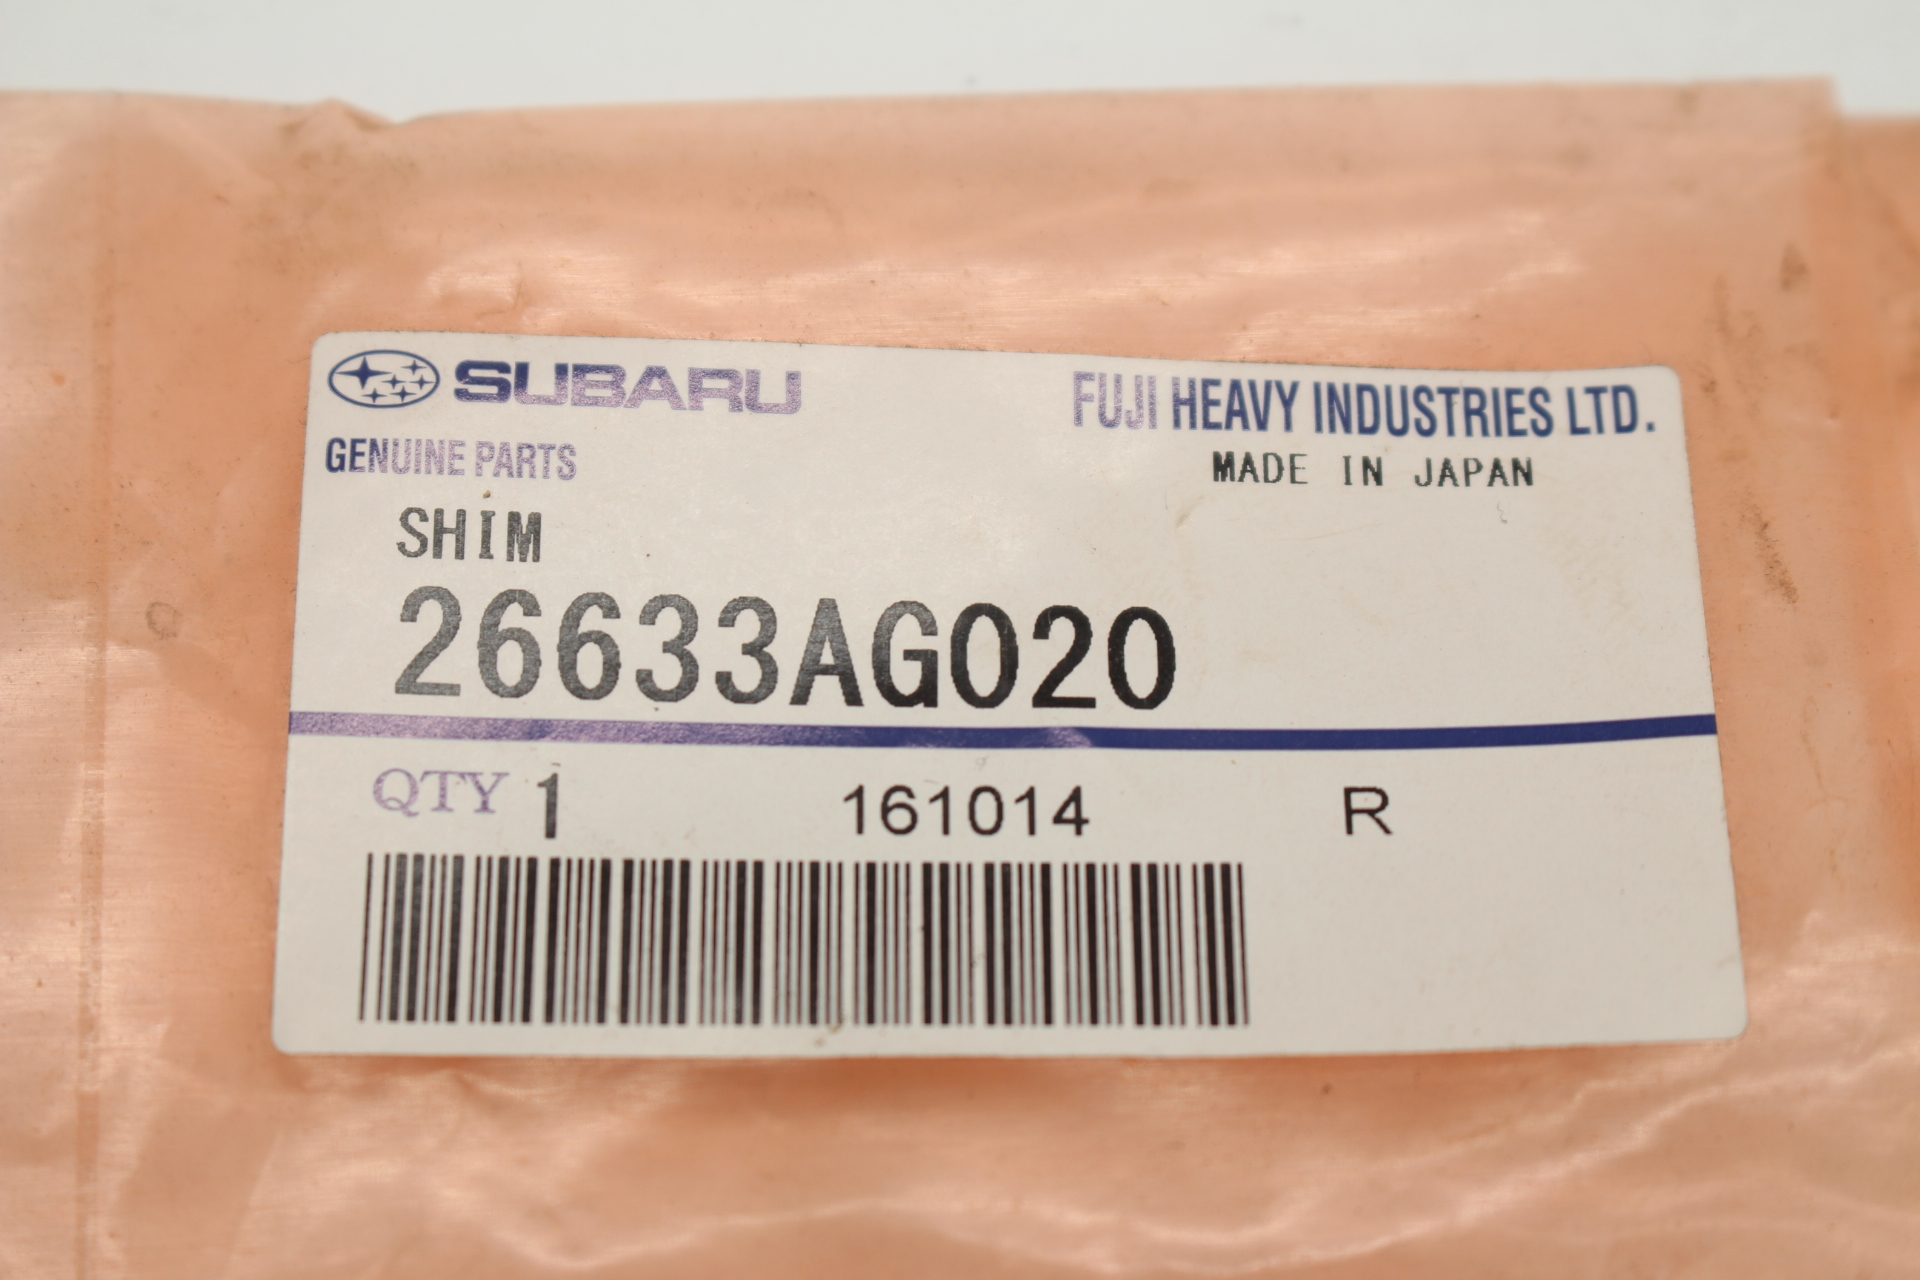 SUBARU
FUJI HEAVY INDUSTRIES LTD.
GENUINE PARTS
MADE IN JAPAN
SHIM
26633AG020
QTY 1 161014 R